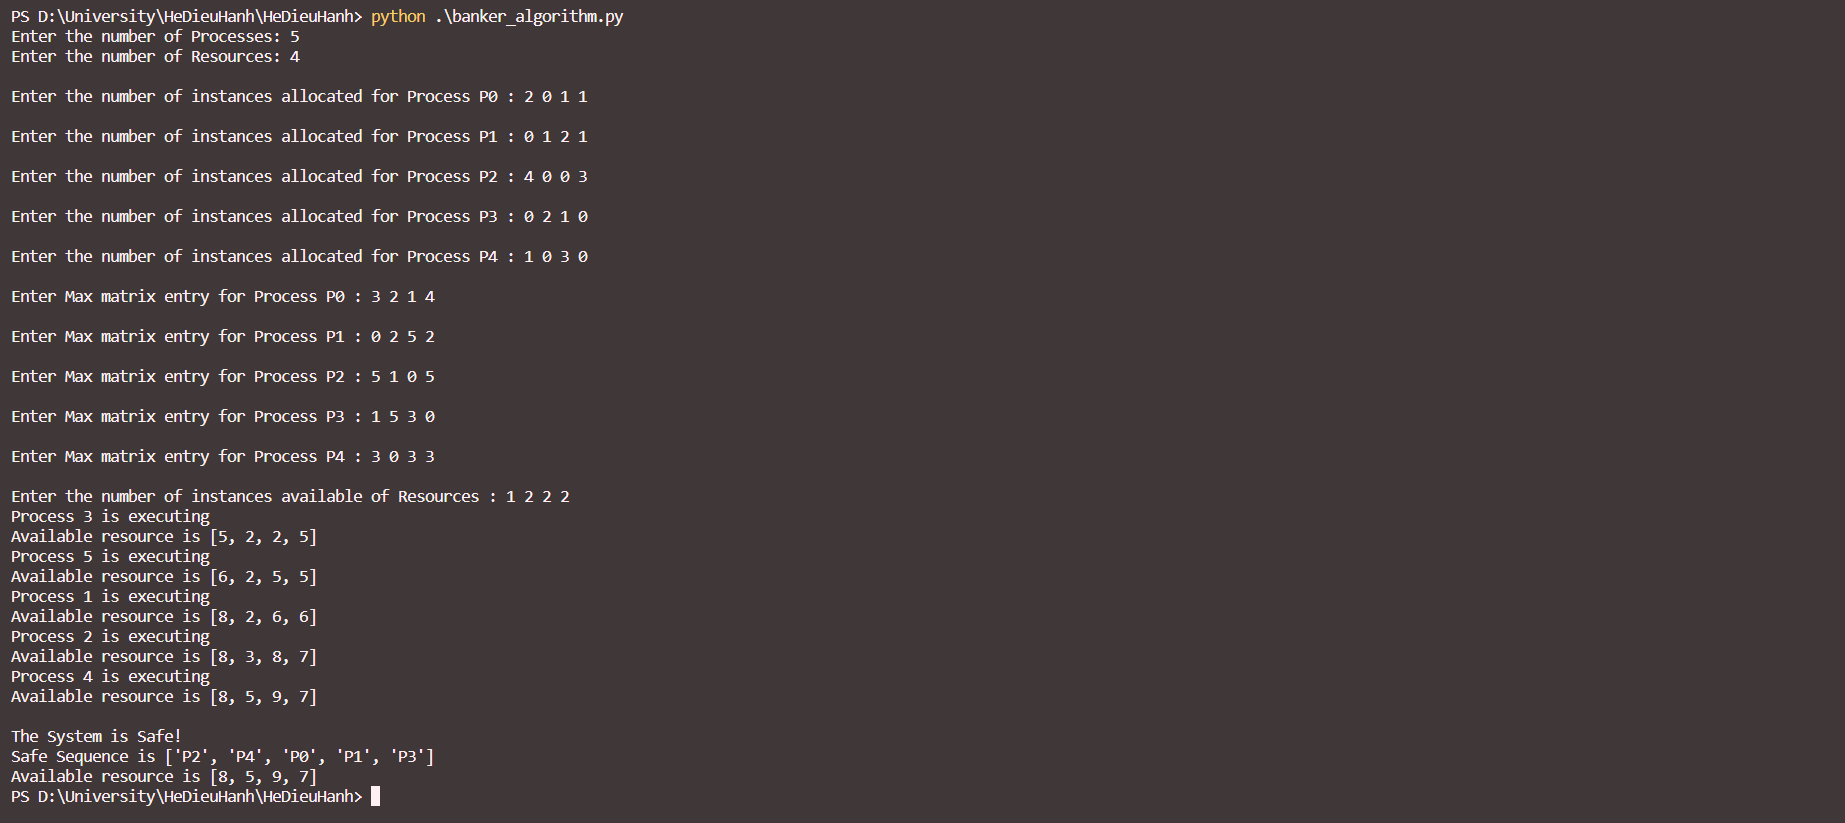 PS D:\University\HeDieuHanh\HeDieuHanh> python .\banker_algorithm.py
Enter the number of Processes: 5
Enter the number of Resources: 4
Enter the number of instances allocated for Process P0 : 2 0 1 1
Enter the number of instances allocated for Process P1 : 0 1 2 1
Enter the number of instances allocated for Process P2 : 4 0 0 3
Enter the number of instances allocated for Process P3 : 0 2 1 0
Enter the number of instances allocated for Process P4 : 1 0 3 0
Enter Max matrix entry for Process P0 : 3 2 1 4
Enter Max matrix entry for Process P1 : 0 2 5 2
Enter Max matrix entry for Process P2 : 5 1 0 5
Enter Max matrix entry for Process P3 : 1 5 3 0
Enter Max matrix entry for Process P4 : 3 0 3 3
Enter the number of instances available of Resources : 1 2 2 2
Process 3 is executing
Available resource is [5, 2, 2, 5]
Process 5 is executing
Available resource is [6, 2, 5, 5]
Process 1 is executing
Available resource is [8, 2, 6, 6]
Process 2 is executing
Available resource is [8, 3, 8, 7]
Process 4 is executing
Available resource is [8, 5, 9, 7]
The System is Safe!
Safe Sequence is ['P2', 'P4', 'P0', 'P1', 'P3']
Available resource is [8, 5, 9, 7]
PS D:\University\HeDieuHanh\HeDieuHanh>